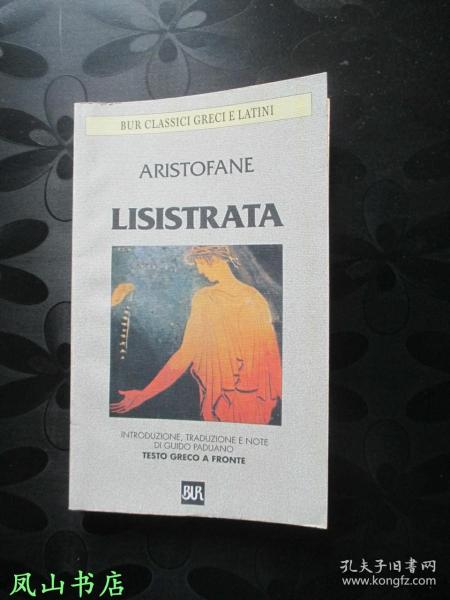 BUR CLASSICI GRECI E LATINI
ARISTOFANE
LISISTRATA
INTRODUZIONE, TRADUZIONE E NOTE
DI GUIDO PADUANO
TESTO GRECO A FRONTE
BUR
凤山书店
孔夫子旧书网
www.kongfz.com